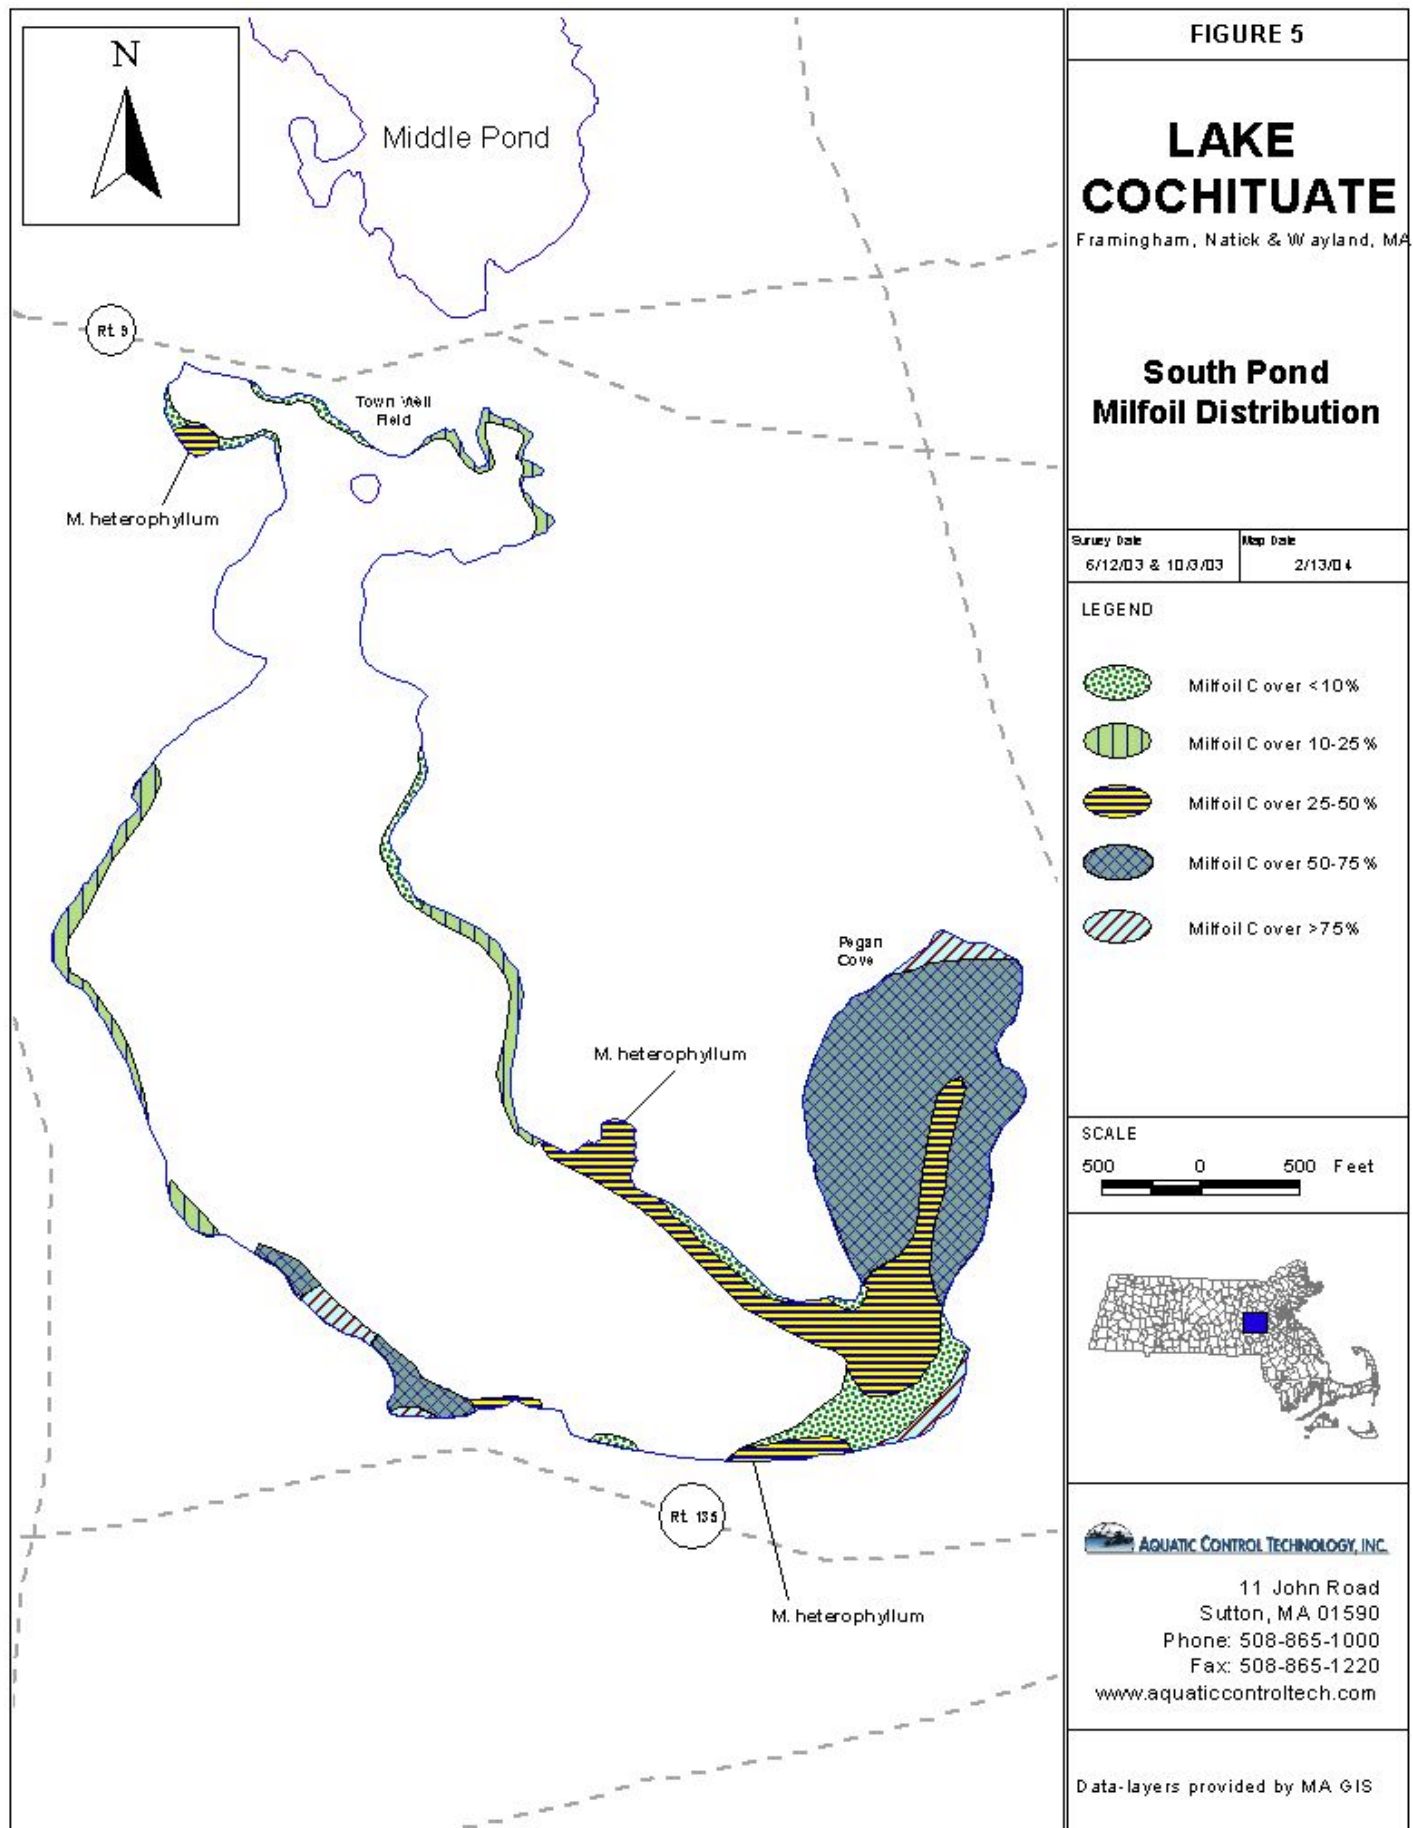 N
Middle Pond
Rt. 9
Town Well
Field
M. heterophyllum
Pegan
Cove
M. heterophyllum
Rt. 135
M. heterophyllum
FIGURE 5
LAKE
COCHITUATE
Framingham, Natick & Wayland, MA
South Pond
Milfoil Distribution
Survey Date
6/12/03 & 10/3/03
Map Date
2/13/04
LEGEND
Milfoil Cover <10%
Milfoil Cover 10-25%
Milfoil Cover 25-50%
Milfoil Cover 50-75%
Milfoil Cover >75%
SCALE
500 0 500 Feet
AQUATIC CONTROL TECHNOLOGY, INC.
11 John Road
Sutton, MA 01590
Phone: 508-865-1000
Fax: 508-865-1220
www.aquaticcontroltech.com
Data-layers provided by MA GIS